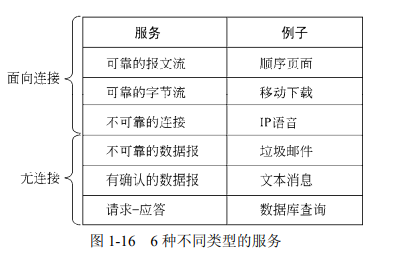 服务 例子
面向连接
可靠的报文流 顺序页面
可靠的字节流 移动下载
不可靠的连接 IP语音
无连接
不可靠的数据报 垃圾邮件
有确认的数据报 文本消息
请求-应答 数据库查询
图 1-16 6 种不同类型的服务